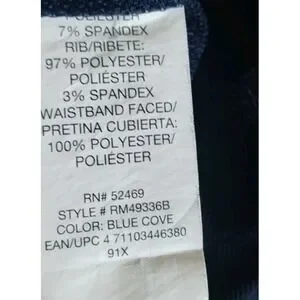 POLYESTER
7% SPANDEX
RIB/RIBETE:
97% POLYESTER/
POLIÉSTER
3% SPANDEX
WAISTBAND FACED/
PRETINA CUBIERTA:
100% POLYESTER/
POLIÉSTER
RN# 52469
STYLE # RM49336B
COLOR: BLUE COVE
EAN/UPC 4 71103446380
91X